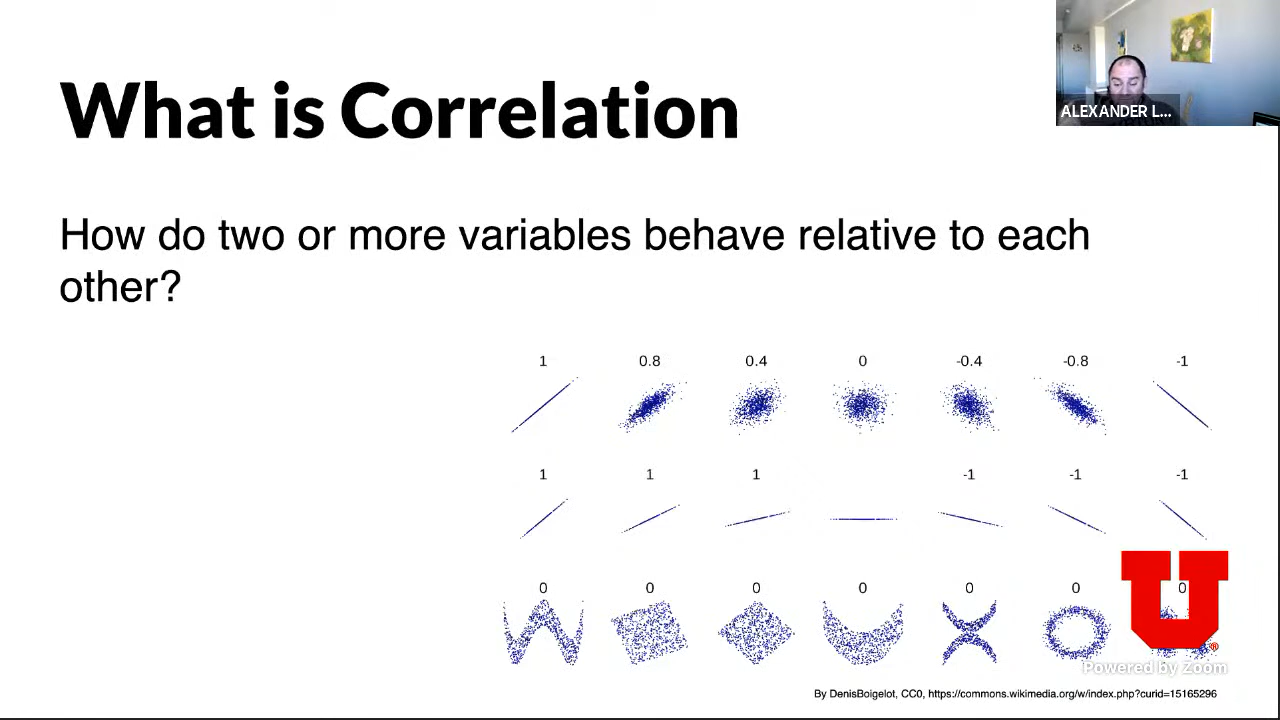 What is Correlation
ALEXANDER L...
How do two or more variables behave relative to each
other?
1 0.8 0.4 0 -0.4 -0.8 -1
1 1 1 -1 -1 -1
0 0 0 0 0 0 0
U
®
Powered by Zoom
By DenisBoigelot, CC0, https://commons.wikimedia.org/w/index.php?curid=15165296